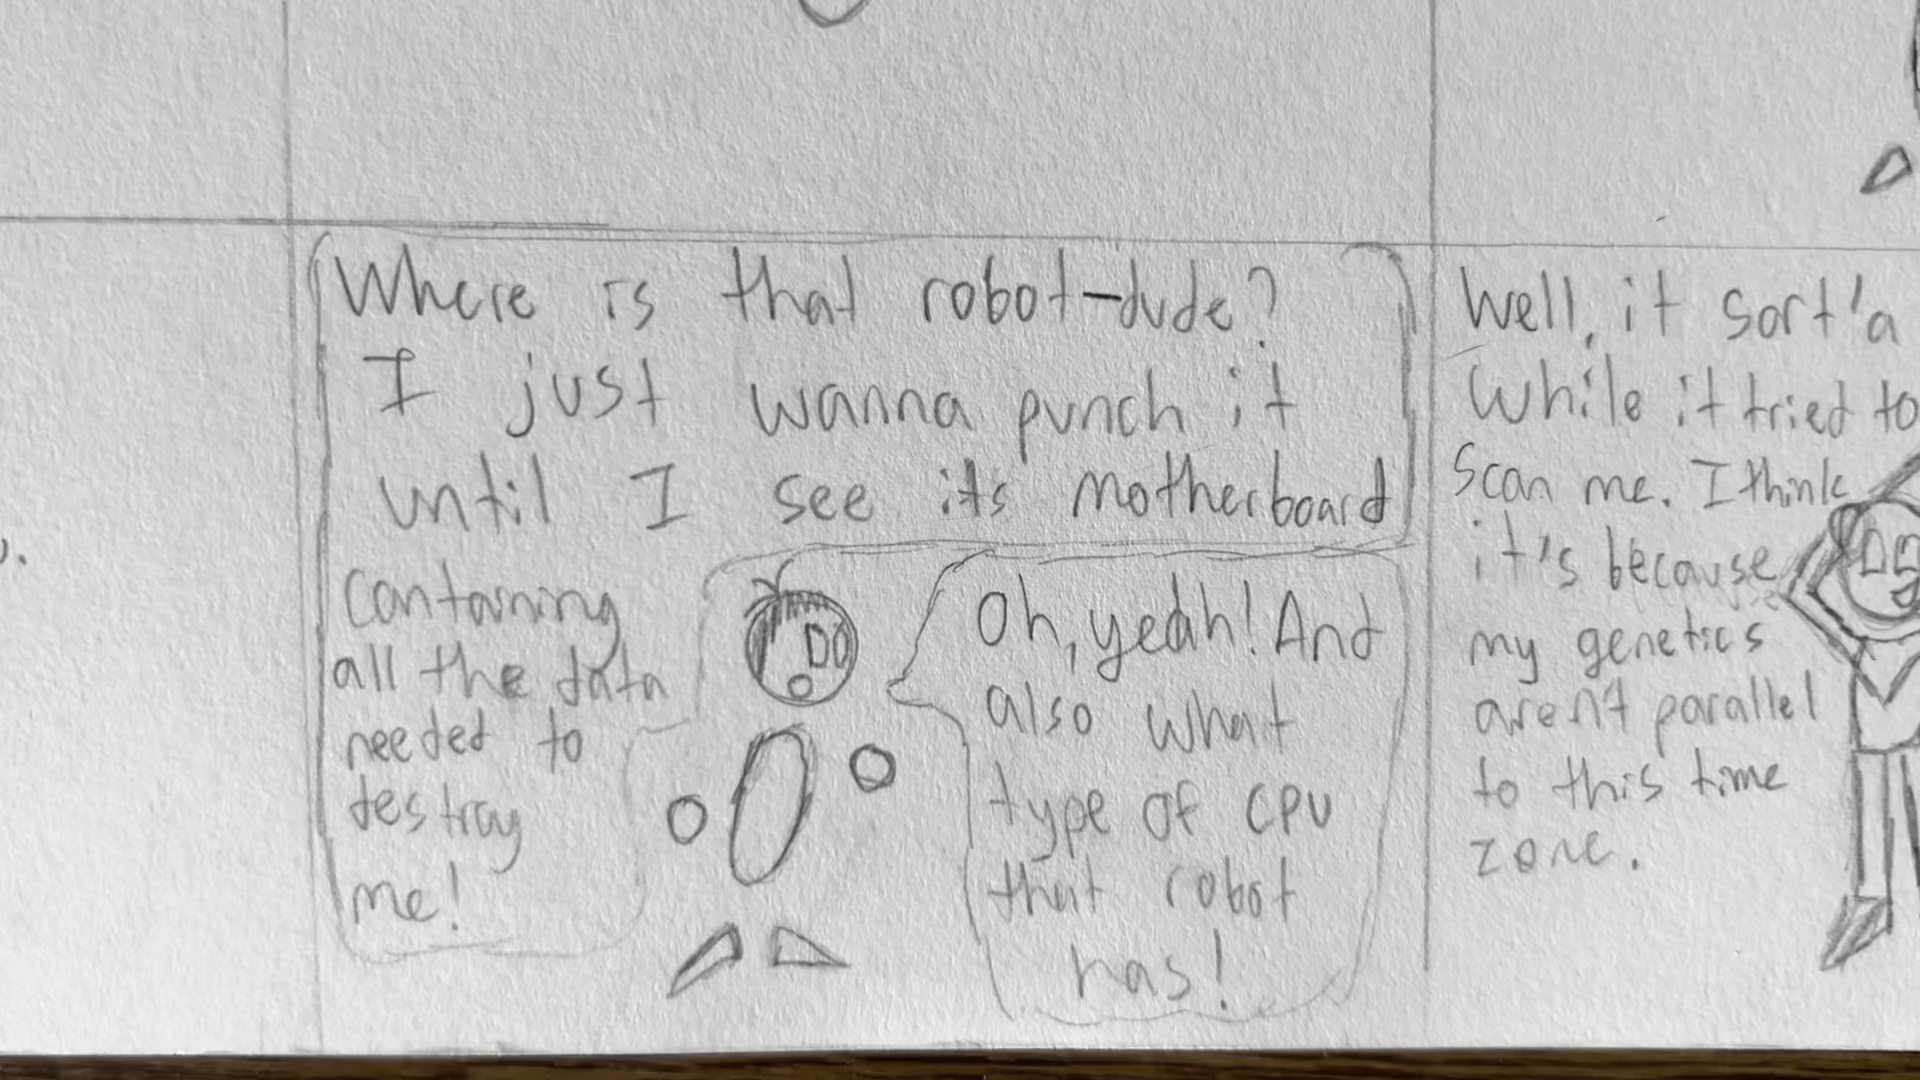 Where is that robot-dude?
I just wanna punch it
until I see its motherboard
containing
all the data
needed to
destroy
me!
Oh, yeah! And
also what
type of CPU
that robot
has!
Well, it sort'a
While it tried to
scan me. I think
it's because
my genetics
aren't parallel
to this time
zone.